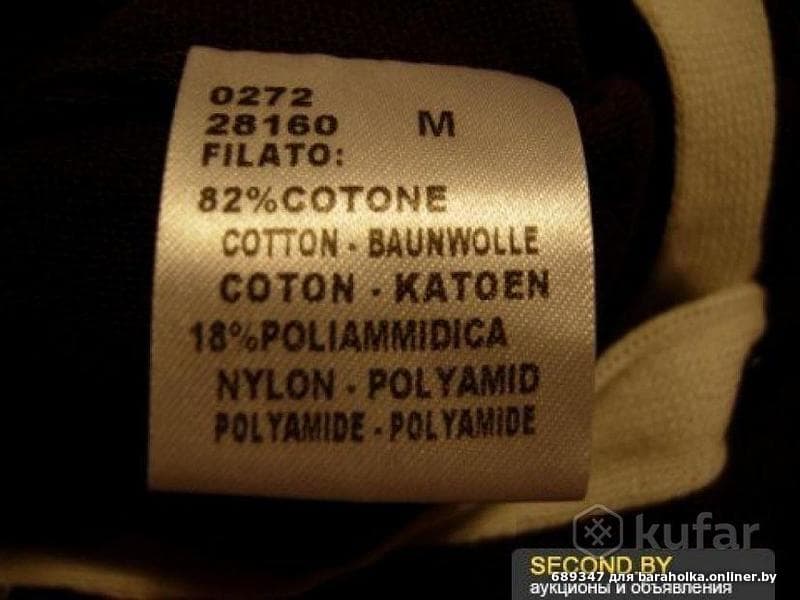 0272
28160 M
FILATO:
82%COTONE
COTTON - BAUNWOLLE
COTON - KATOEN
18%POLIAMMIDICA
NYLON - POLYAMID
POLYAMIDE - POLYAMIDE
kufar
SECOND.BY
689347 для baraholka.onliner.by
аукционы и объявления